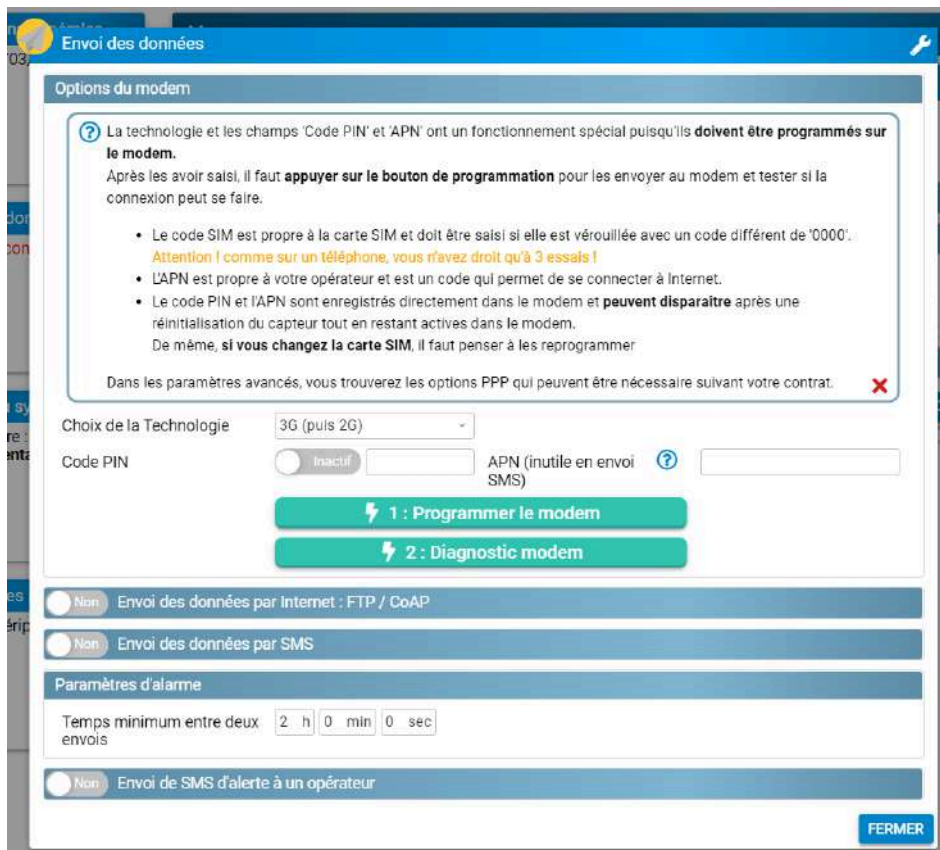 Envoi des données
Options du modem
La technologie et les champs 'Code PIN' et 'APN' ont un fonctionnement spécial puisqu'ils doivent être programmés sur
le modem.
Après les avoir saisi, il faut appuyer sur le bouton de programmation pour les envoyer au modem et tester si la
connexion peut se faire.
• Le code SIM est propre à la carte SIM et doit être saisi si elle est vérouillée avec un code différent de '0000'.
Attention ! comme sur un téléphone, vous n'avez droit qu'à 3 essais !
• L'APN est propre à votre opérateur et est un code qui permet de se connecter à Internet.
• Le code PIN et l'APN sont enregistrés directement dans le modem et peuvent disparaitre après une
réinitialisation du capteur tout en restant actives dans le modem.
De même, si vous changez la carte SIM, il faut penser à les reprogrammer
Dans les paramètres avancés, vous trouverez les options PPP qui peuvent être nécessaire suivant votre contrat.
Choix de la Technologie 3G (puis 2G)
Code PIN Inactif APN (inutile en envoi
SMS)
1 : Programmer le modem
2 : Diagnostic modem
Non Envoi des données par Internet : FTP / CoAP
Non Envoi des données par SMS
Paramètres d'alarme
Temps minimum entre deux 2 h 0 min 0 sec
envois
Non Envoi de SMS d'alerte à un opérateur
FERMER